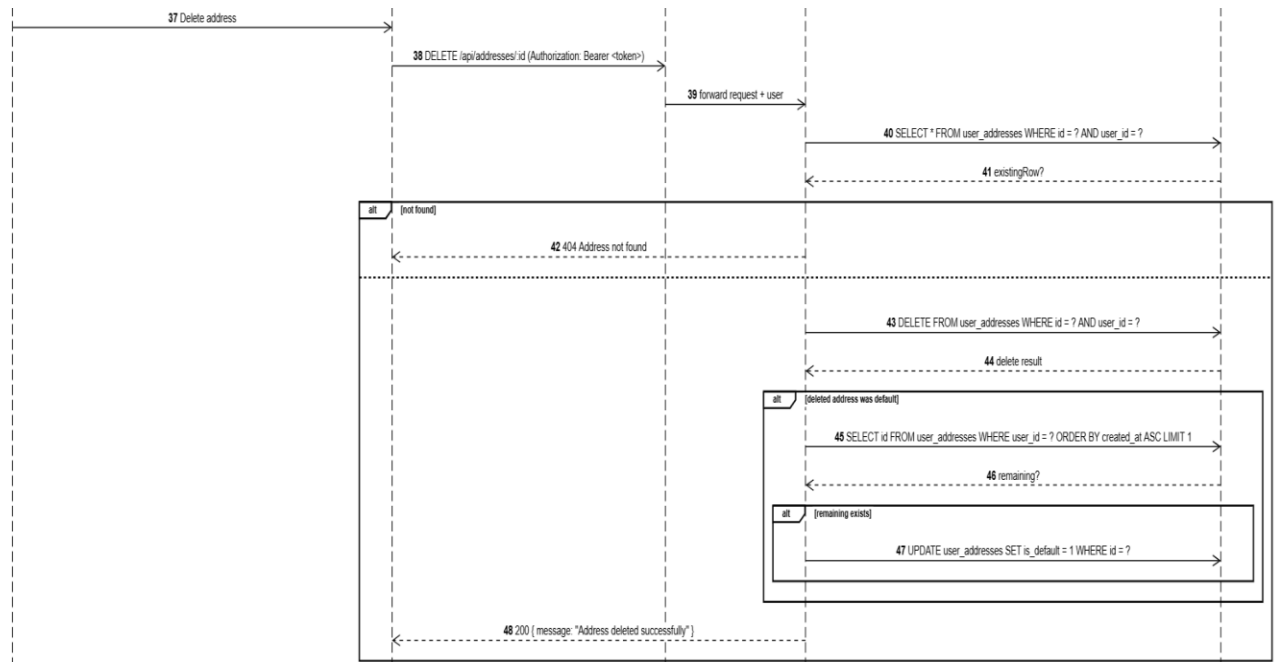 37 Delete address
38 DELETE /api/addresses/:id (Authorization: Bearer <token>)
39 forward request + user
40 SELECT * FROM user_addresses WHERE id = ? AND user_id = ?
41 existingRow?
alt [not found]
42 404 Address not found
43 DELETE FROM user_addresses WHERE id = ? AND user_id = ?
44 delete result
alt [deleted address was default]
45 SELECT id FROM user_addresses WHERE user_id = ? ORDER BY created_at ASC LIMIT 1
46 remaining?
alt [remaining exists]
47 UPDATE user_addresses SET is_default = 1 WHERE id = ?
48 200 { message: "Address deleted successfully" }